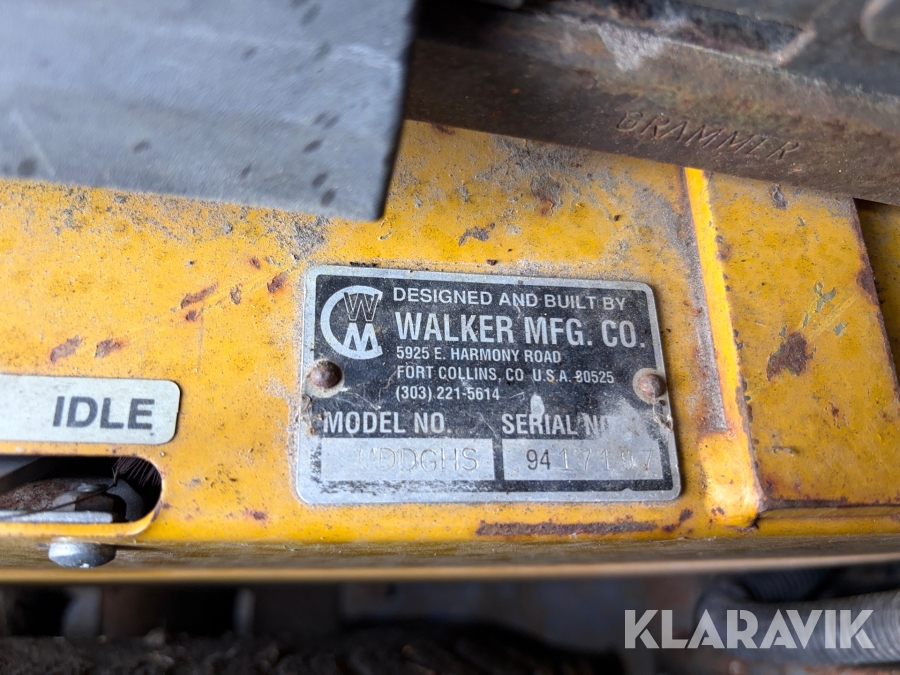 GRAMMER
DESIGNED AND BUILT BY
WALKER MFG. CO.
5925 E. HARMONY ROAD
FORT COLLINS, CO U.S.A. 80525
(303) 221-5614
MODEL NO. SERIAL
IDLE
KLARAVIK